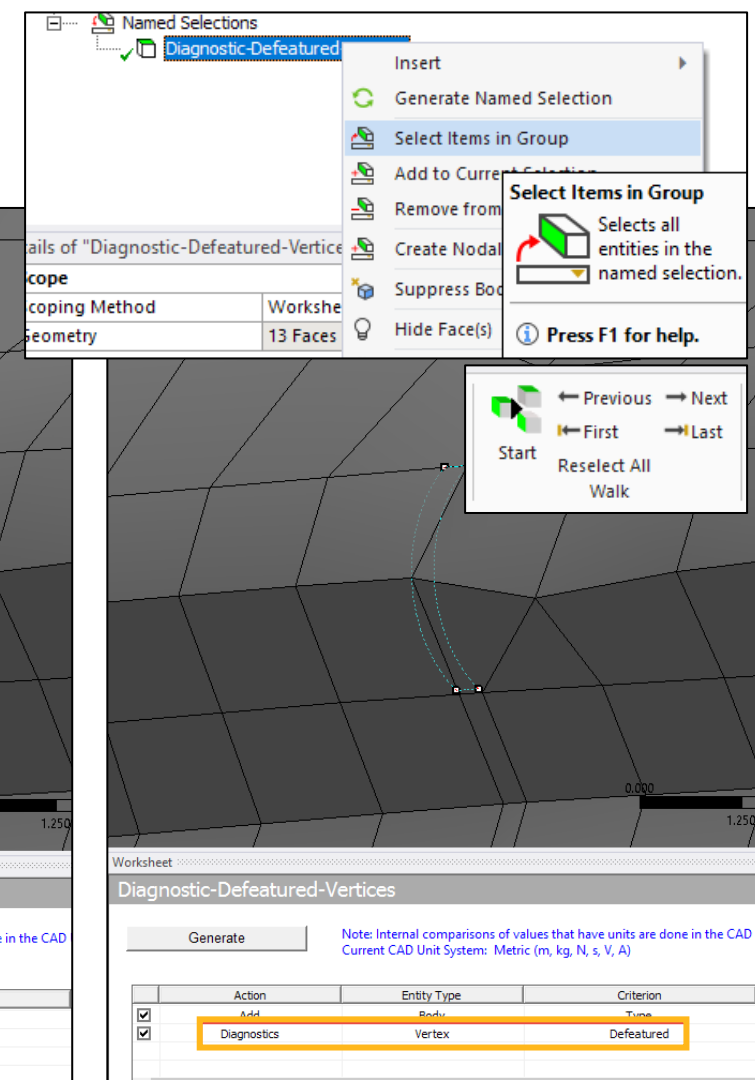 Named Selections
Diagnostic-Defeatured-
Insert
Generate Named Selection
Select Items in Group
Add to Current Selection
Remove from
Create Nodal
Suppress Bod
Hide Face(s)
Select Items in Group
Selects all
entities in the
named selection.
Press F1 for help.
tails of "Diagnostic-Defeatured-Vertice
Scope
Scoping Method Workshe
Geometry 13 Faces
Previous Next
First Last
Start
Reselect All
Walk
0.000
1.250
1.250
Worksheet
Diagnostic-Defeatured-Vertices
e in the CAD
Generate
Note: Internal comparisons of values that have units are done in the CAD
Current CAD Unit System: Metric (m, kg, N, s, V, A)
Action Entity Type Criterion
Add Body Type
Diagnostics Vertex Defeatured